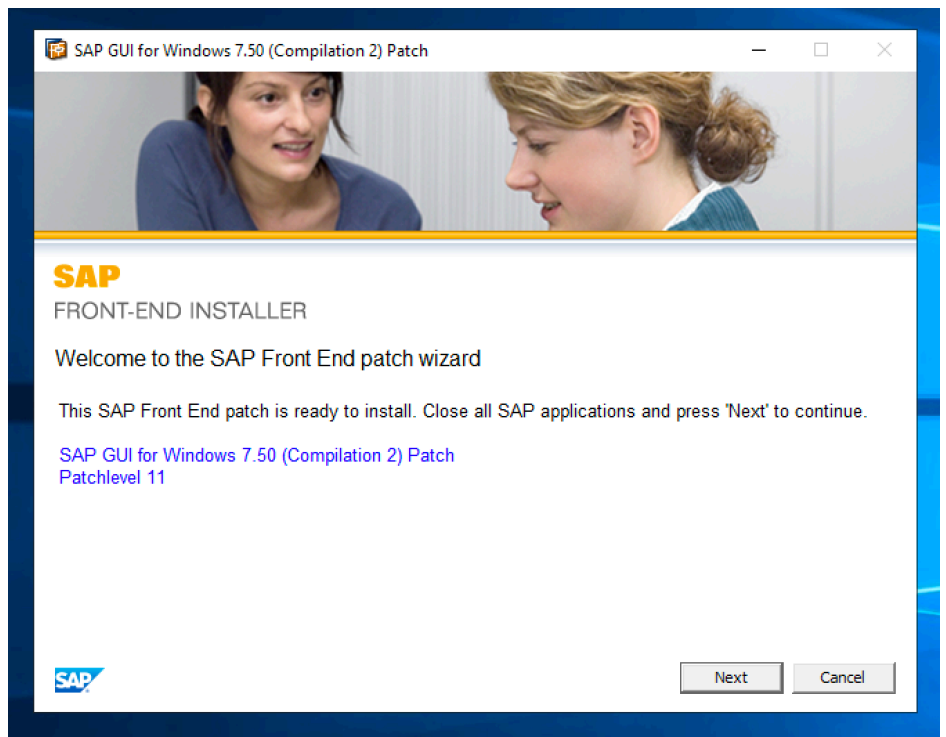 SAP GUI for Windows 7.50 (Compilation 2) Patch
SAP
FRONT-END INSTALLER
Welcome to the SAP Front End patch wizard
This SAP Front End patch is ready to install. Close all SAP applications and press 'Next' to continue.
SAP GUI for Windows 7.50 (Compilation 2) Patch
Patchlevel 11
SAP
Next
Cancel